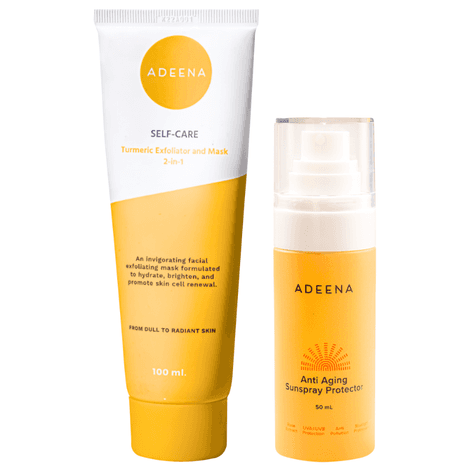 ADEENA
SELF-CARE
Turmeric Exfoliator and Mask
2-in-1
An invigorating facial
exfoliating mask formulated
to hydrate, brighten, and
promote skin cell renewal.
FROM DULL TO RADIANT SKIN
100 ml.
ADEENA
Anti Aging
Sunspray Protector
50 mL
UVA/UVB